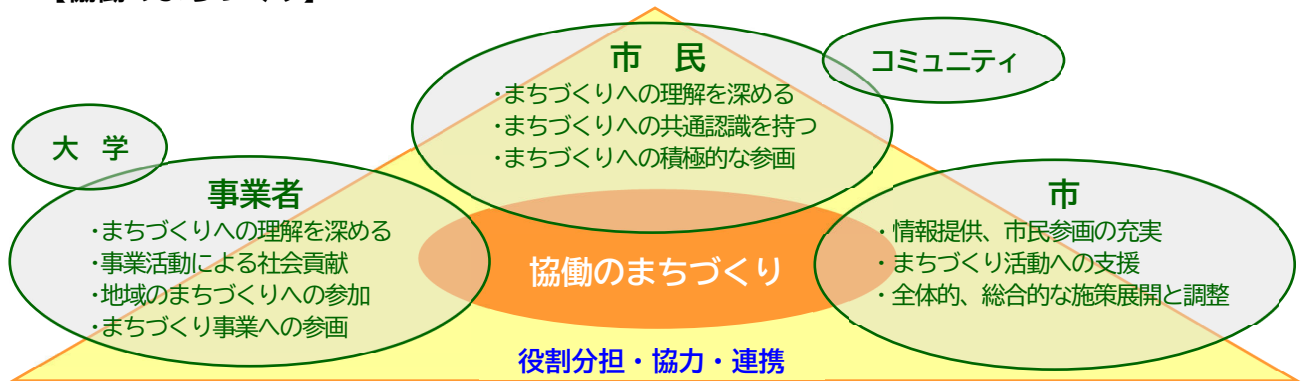 【協働のまちづくり】
市 民
・まちづくりへの理解を深める
・まちづくりへの共通認識を持つ
・まちづくりへの積極的な参画
コミュニティ
大 学
事業者
・まちづくりへの理解を深める
・事業活動による社会貢献
・地域のまちづくりへの参加
・まちづくり事業への参画
市
・情報提供、市民参画の充実
・まちづくり活動への支援
・全体的、総合的な施策展開と調整
協働のまちづくり
役割分担・協力・連携